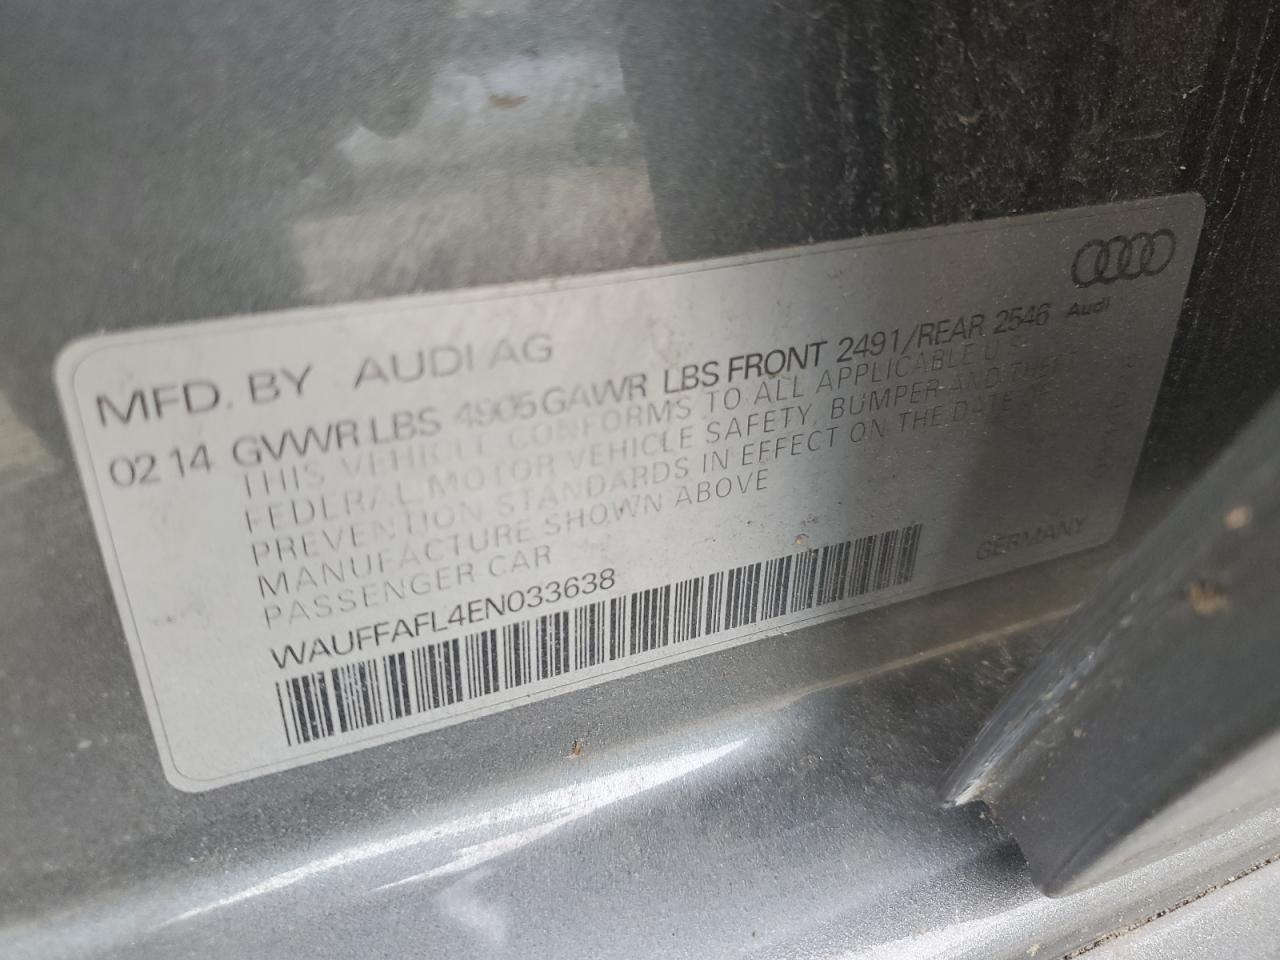 MFD. BY AUDI AG
Audi
02 14 GVWR LBS 4905 GAWR LBS FRONT 2491/REAR 2546
THIS VEHICLE CONFORMS TO ALL APPLICABLE U S
FEDERAL MOTOR VEHICLE SAFETY, BUMPER AND THEFT
PREVENTION STANDARDS IN EFFECT ON THE DATE OF
MANUFACTURE SHOWN ABOVE
PASSENGER CAR
WAUFFAFL4EN033638
GERMANY